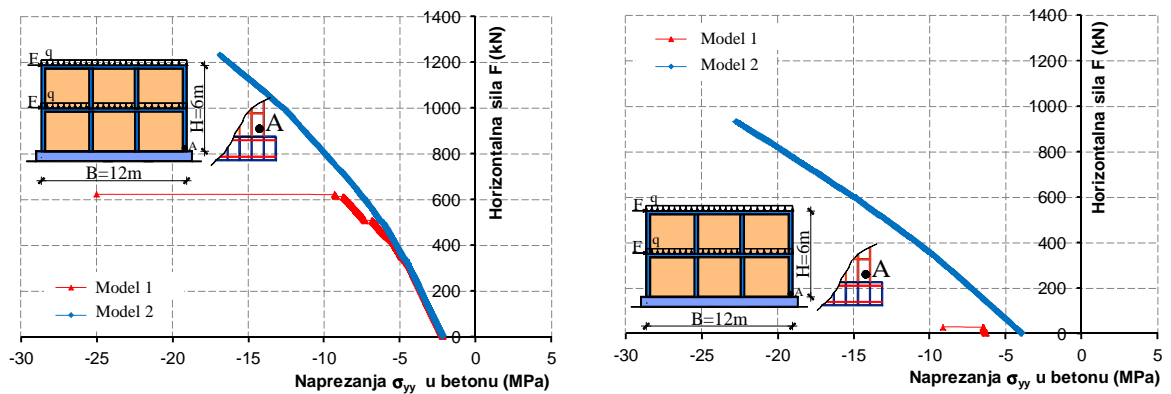 1400
1200
1000
800
600
400
200
0
Horizontalna sila F (kN)
-30 -25 -20 -15 -10 -5 0 5
Naprezanja σyy u betonu (MPa)
Model 1
Model 2
q
F
q
F
H=6m
A
B=12m
A
1400
1200
1000
800
600
400
200
0
Horizontalna sila F (kN)
-30 -25 -20 -15 -10 -5 0 5
Naprezanja σyy u betonu (MPa)
Model 1
Model 2
q
F
q
F
H=6m
A
B=12m
A